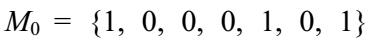 M₀ = {1, 0, 0, 0, 1, 0, 1}